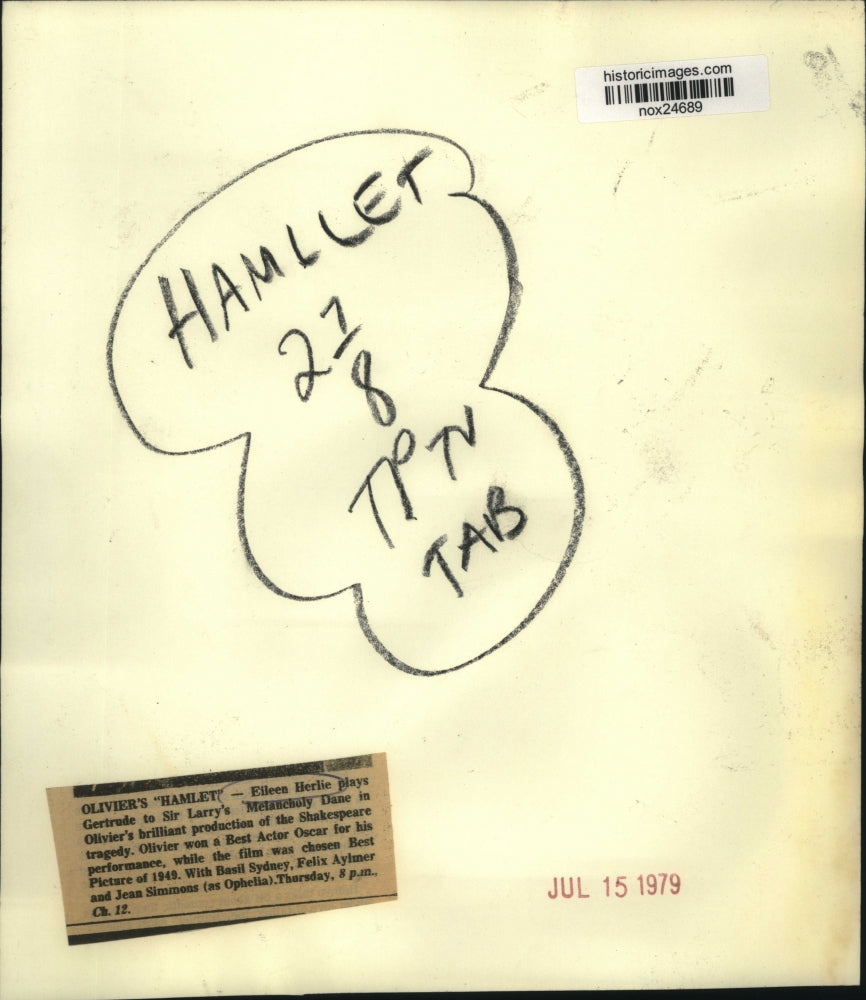 historicimages.com
nox24689
HAMLLET
2 7/8
TP TV
TAB
OLIVIER'S "HAMLET" — Eileen Herlie plays
Gertrude to Sir Larry's Melancholy Dane in
Olivier's brilliant production of the Shakespeare
tragedy. Olivier won a Best Actor Oscar for his
performance, while the film was chosen Best
Picture of 1949. With Basil Sydney, Felix Aylmer
and Jean Simmons (as Ophelia).Thursday, 8 p.m.,
Ch. 12.
JUL 15 1979